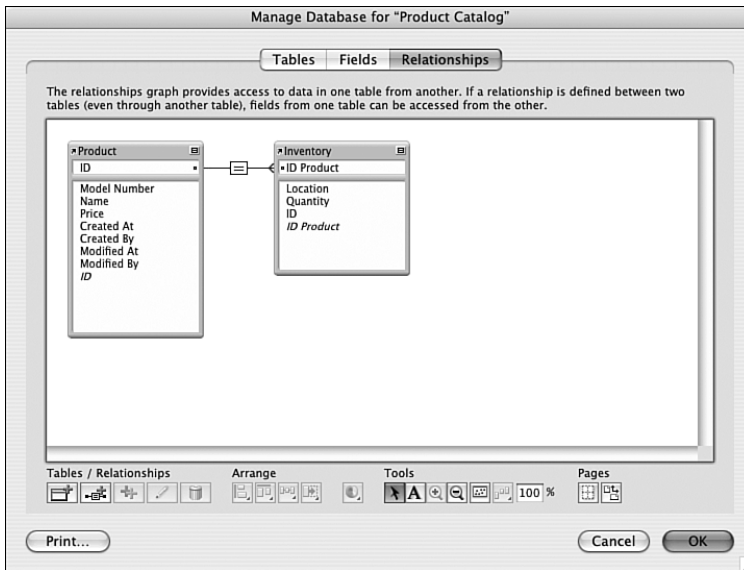 Manage Database for “Product Catalog”
Tables Fields Relationships
The relationships graph provides access to data in one table from another. If a relationship is defined between two
tables (even through another table), fields from one table can be accessed from the other.
Product
ID
Model Number
Name
Price
Created At
Created By
Modified At
Modified By
ID
=
Inventory
ID Product
Location
Quantity
ID
ID Product
Tables / Relationships Arrange Tools Pages
A 100 %
Print... Cancel OK